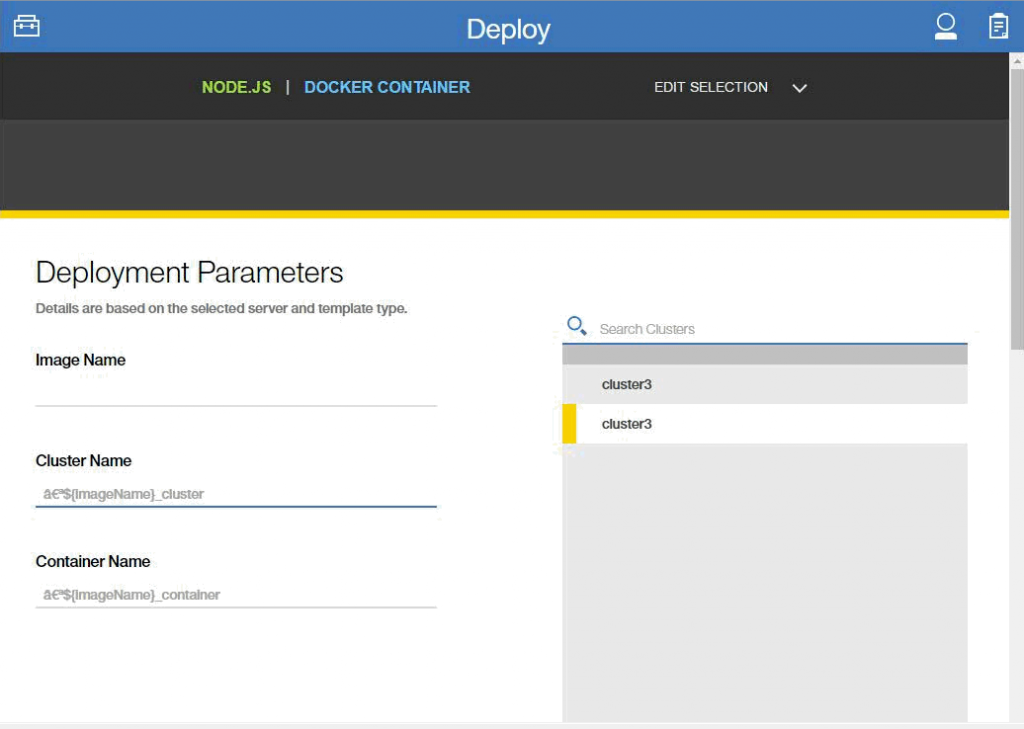 Deploy
NODE.JS | DOCKER CONTAINER
EDIT SELECTION
Deployment Parameters
Details are based on the selected server and template type.
Image Name
Cluster Name
â€ª${ImageName}_cluster
Container Name
â€ª${ImageName}_container
Search Clusters
cluster3
cluster3